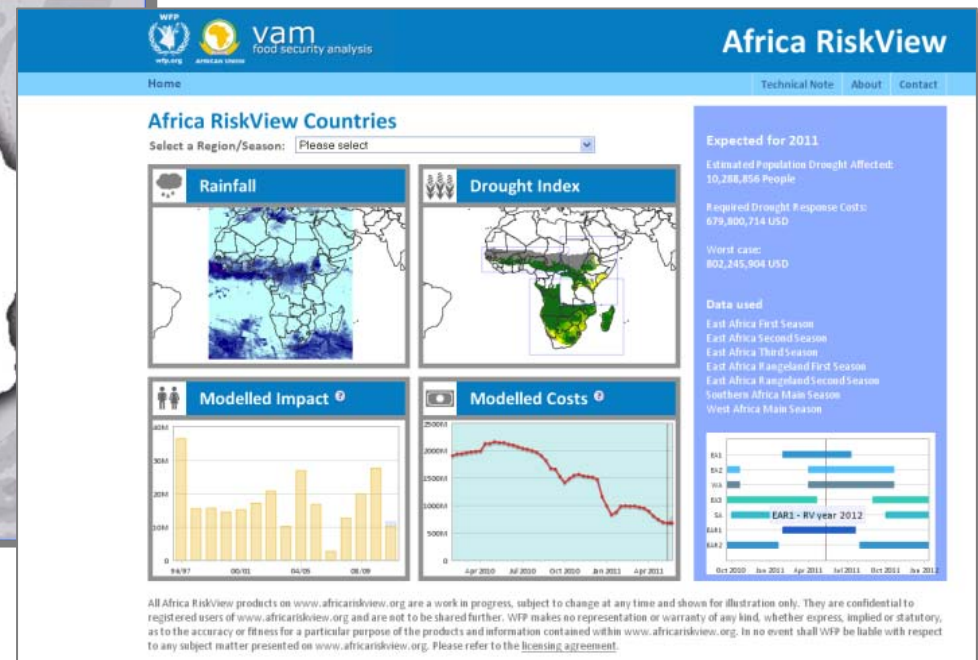 WFP
wfp.org
AFRICAN UNION
vam
food security analysis
Africa RiskView
Home
Technical Note
About
Contact
Africa RiskView Countries
Select a Region/Season: Please select
Rainfall
Drought Index
Modelled Impact ?
40M
30M
20M
10M
0
96/97 00/01 04/05 08/09
Modelled Costs ?
2500M
2000M
1500M
1000M
500M
0
Apr 2010 Jul 2010 Oct 2010 Jan 2011 Apr 2011
Expected for 2011
Estimated Population Drought Affected:
10,288,856 People
Required Drought Response Costs:
679,800,714 USD
Worst case:
802,245,904 USD
Data used
East Africa First Season
East Africa Second Season
East Africa Third Season
East Africa Rangeland First Season
East Africa Rangeland Second Season
Southern Africa Main Season
West Africa Main Season
EA1
EA2
WA
EA3
SA
EAR1 - RV year 2012
EAR1
EAR2
Oct 2010 Jan 2011 Apr 2011 Jul 2011 Oct 2011 Jan 2012
All Africa RiskView products on www.africariskview.org are a work in progress, subject to change at any time and shown for illustration only. They are confidential to
registered users of www.africariskview.org and are not to be shared further. WFP makes no representation or warranty of any kind, whether express, implied or statutory,
as to the accuracy or fitness for a particular purpose of the products and information contained within www.africariskview.org. In no event shall WFP be liable with respect
to any subject matter presented on www.africariskview.org. Please refer to the licensing agreement.